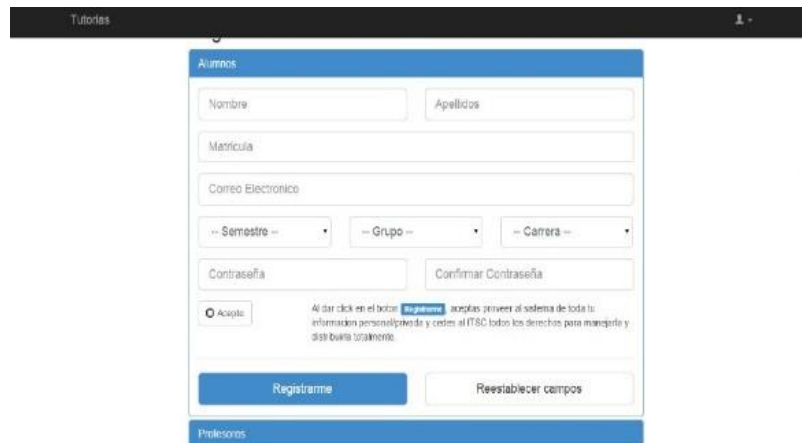 Tutorias
Alumnos
Nombre Apellidos
Matricula
Correo Electronico
-- Semestre -- -- Grupo -- -- Carrera --
Contraseña Confirmar Contraseña
Acepto Al dar click en el boton Registrarme, aceptas proveer al sistema de toda tu
informacion personal/privada y cedes al ITSC todos los derechos para manejarla y
distribuirla totalmente.
Registrarme Reestablecer campos
Profesores